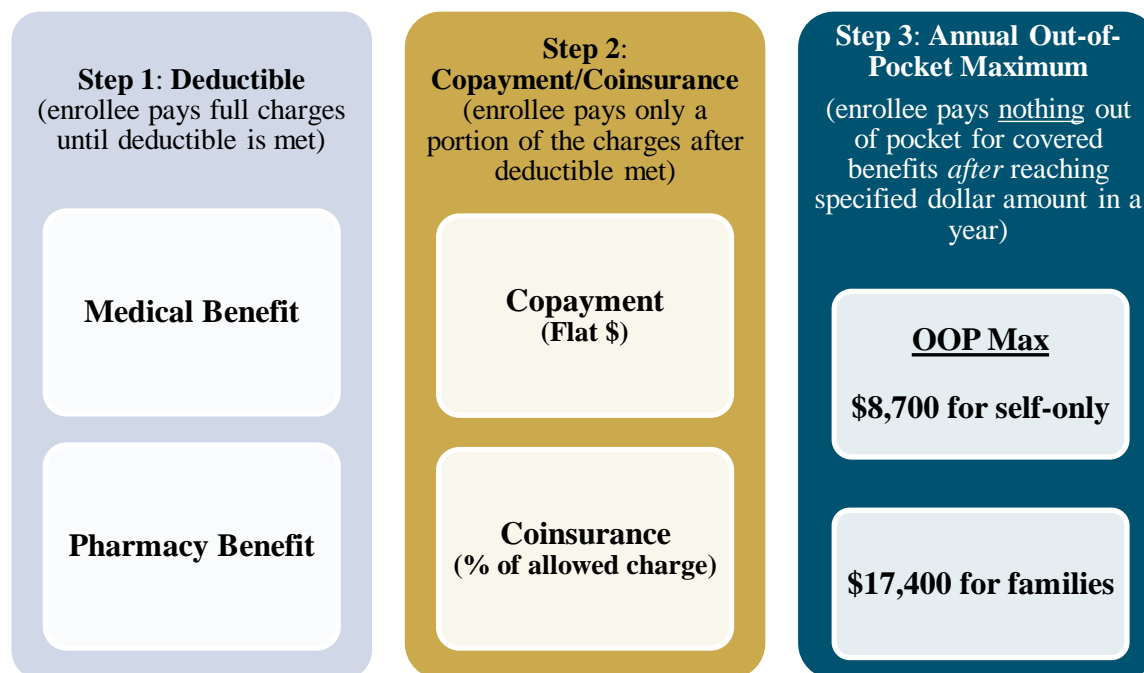 Step 1: Deductible
(enrollee pays full charges
until deductible is met)
Medical Benefit
Pharmacy Benefit
Step 2:
Copayment/Coinsurance
(enrollee pays only a
portion of the charges after
deductible met)
Copayment
(Flat $)
Coinsurance
(% of allowed charge)
Step 3: Annual Out-of-
Pocket Maximum
(enrollee pays nothing out
of pocket for covered
benefits after reaching
specified dollar amount in a
year)
OOP Max
$8,700 for self-only
$17,400 for families